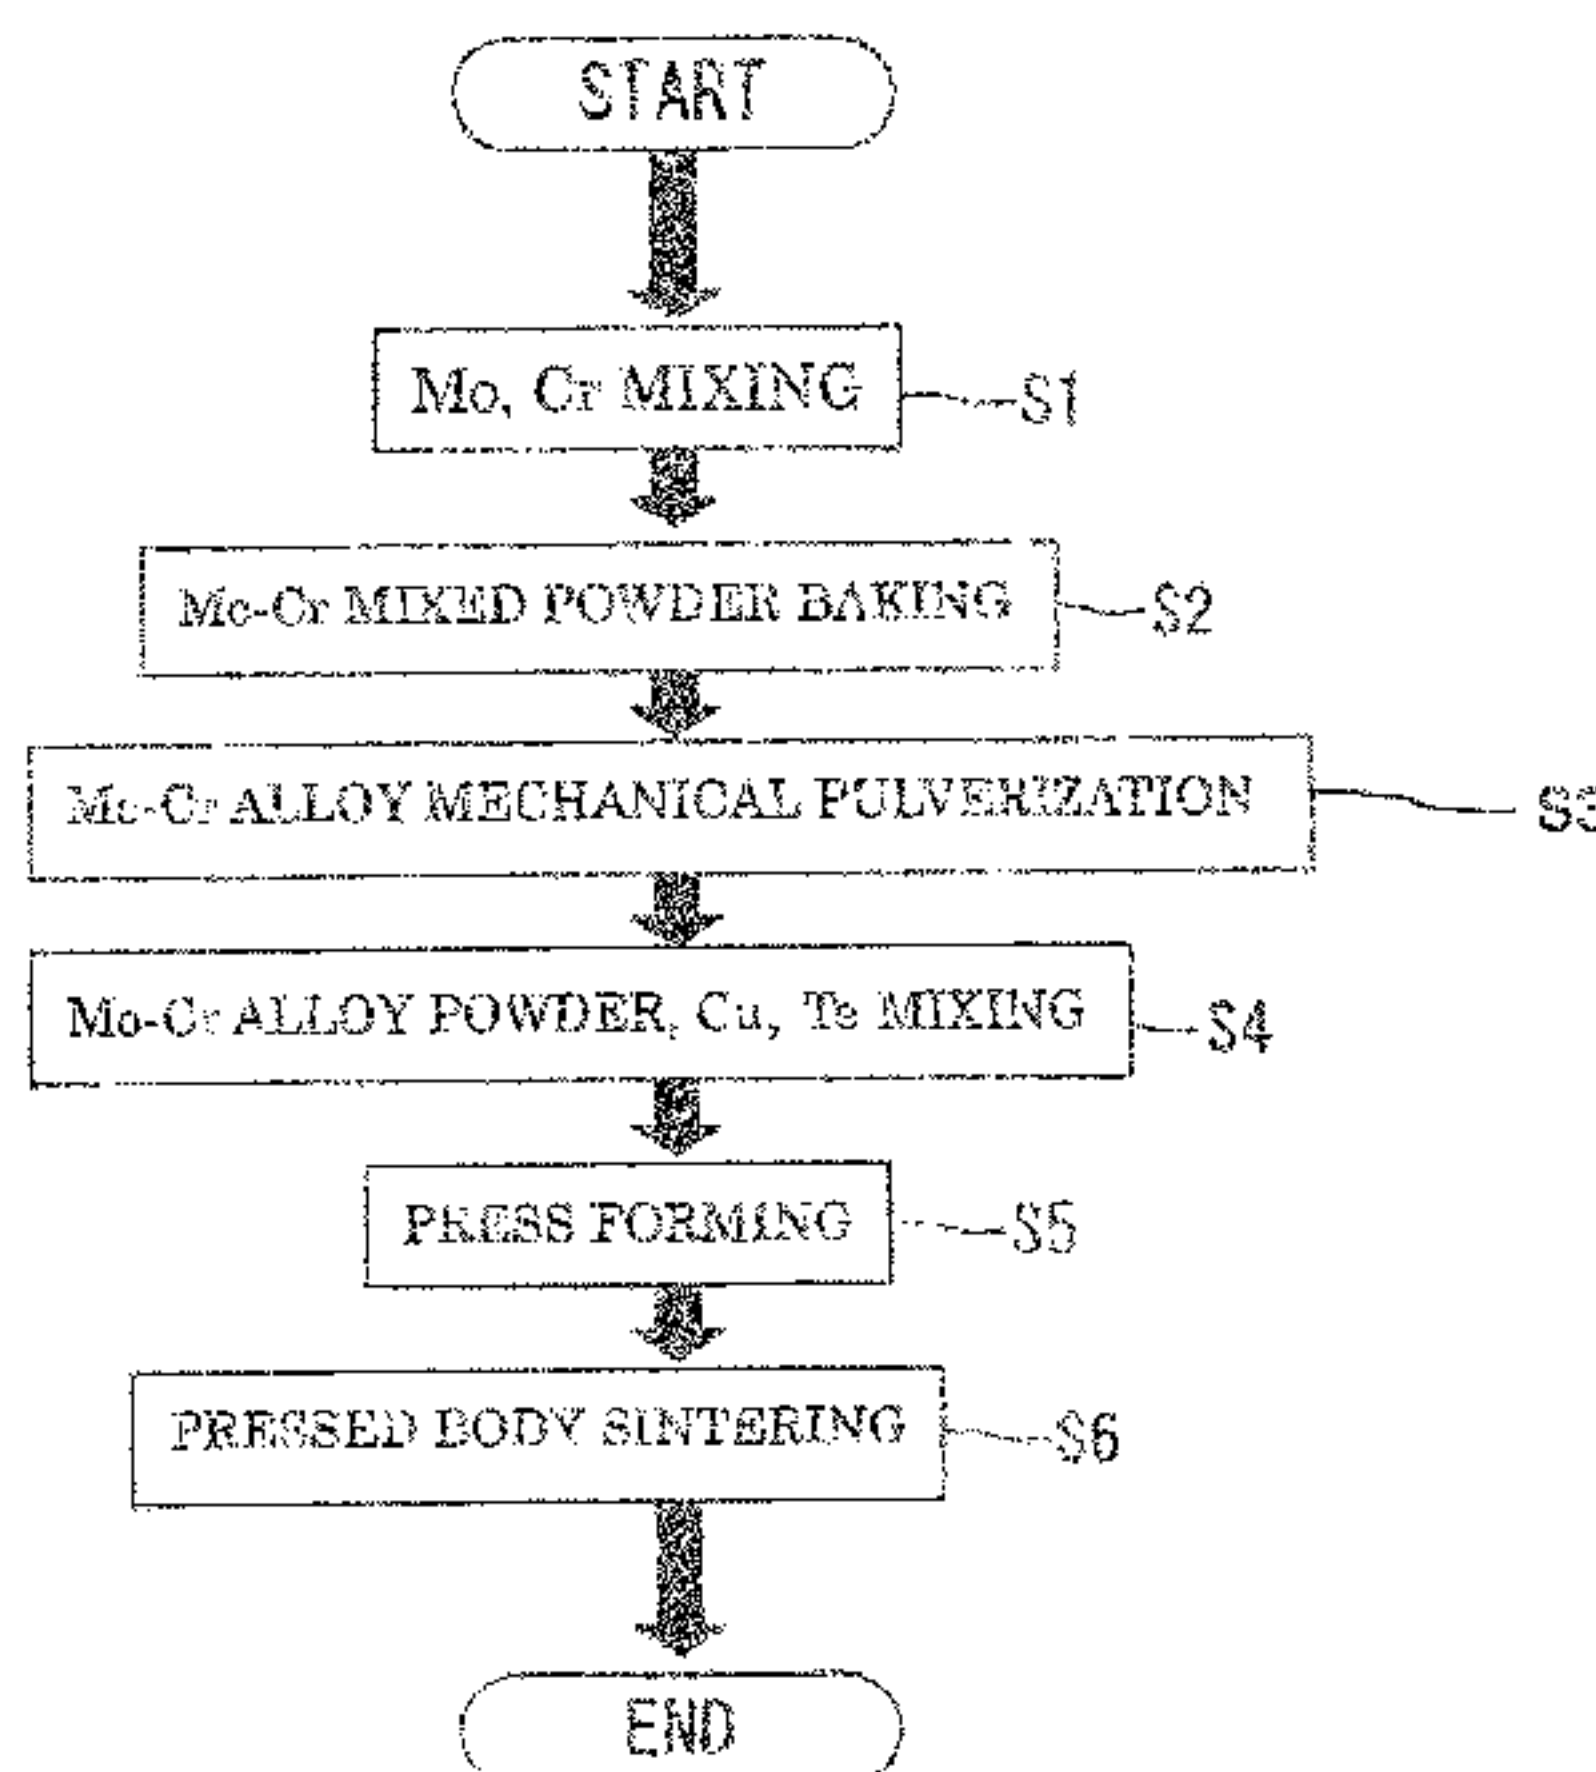 START
Mo, Cr MIXING
S1
Mo-Cr MIXED POWDER BAKING
S2
Mo-Cr ALLOY MECHANICAL PULVERIZATION
S3
Mo-Cr ALLOY POWDER, Cu, Te MIXING
S4
PRESS FORMING
S5
PRESSED BODY SINTERING
S6
END